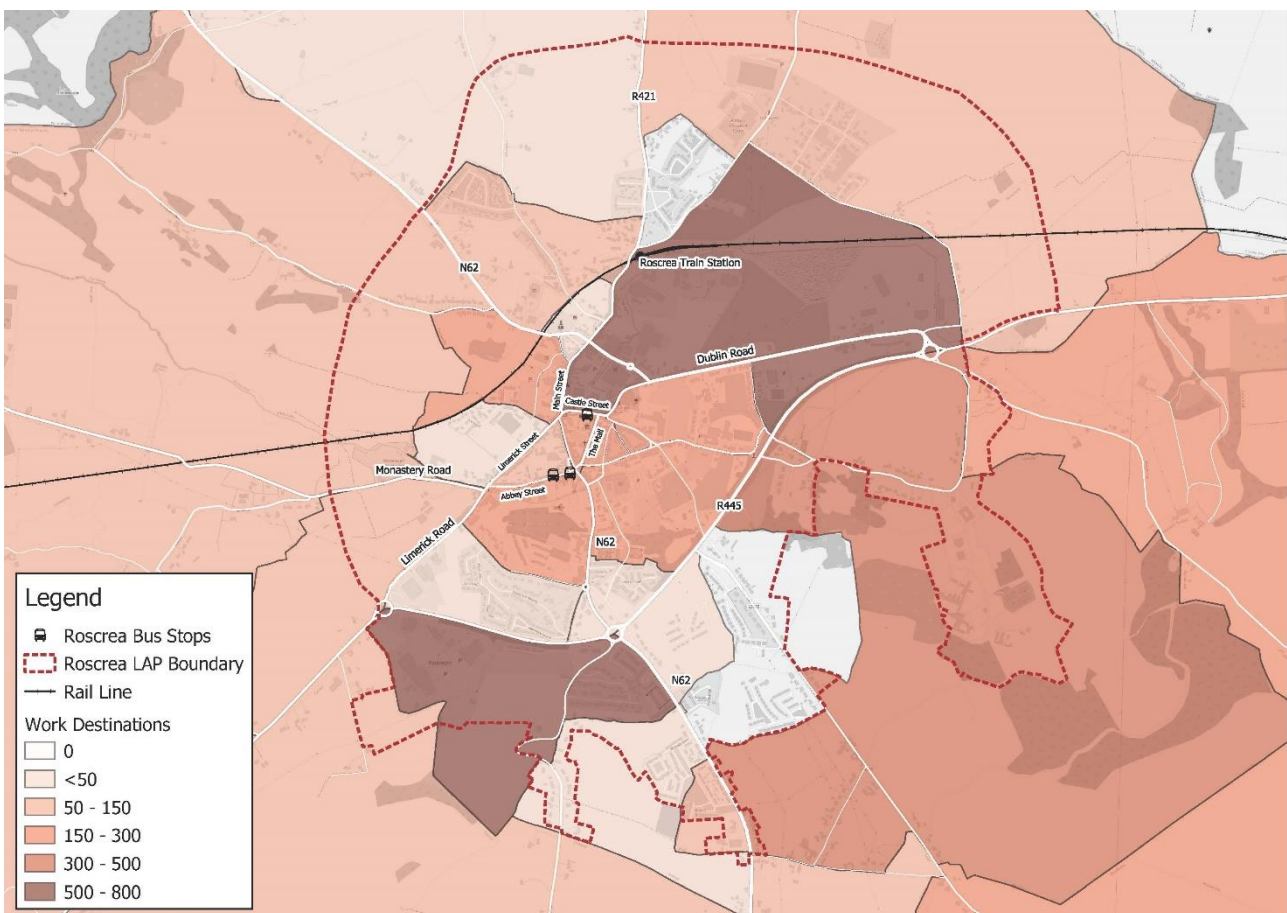 R421
N62
Roscrea Train Station
Dublin Road
Main Street
Castle Street
The Mall
Limerick Street
Monastery Road
Abbey Street
R445
Limerick Road
N62
N62
Legend
Roscrea Bus Stops
Roscrea LAP Boundary
Rail Line
Work Destinations
0
<50
50 - 150
150 - 300
300 - 500
500 - 800